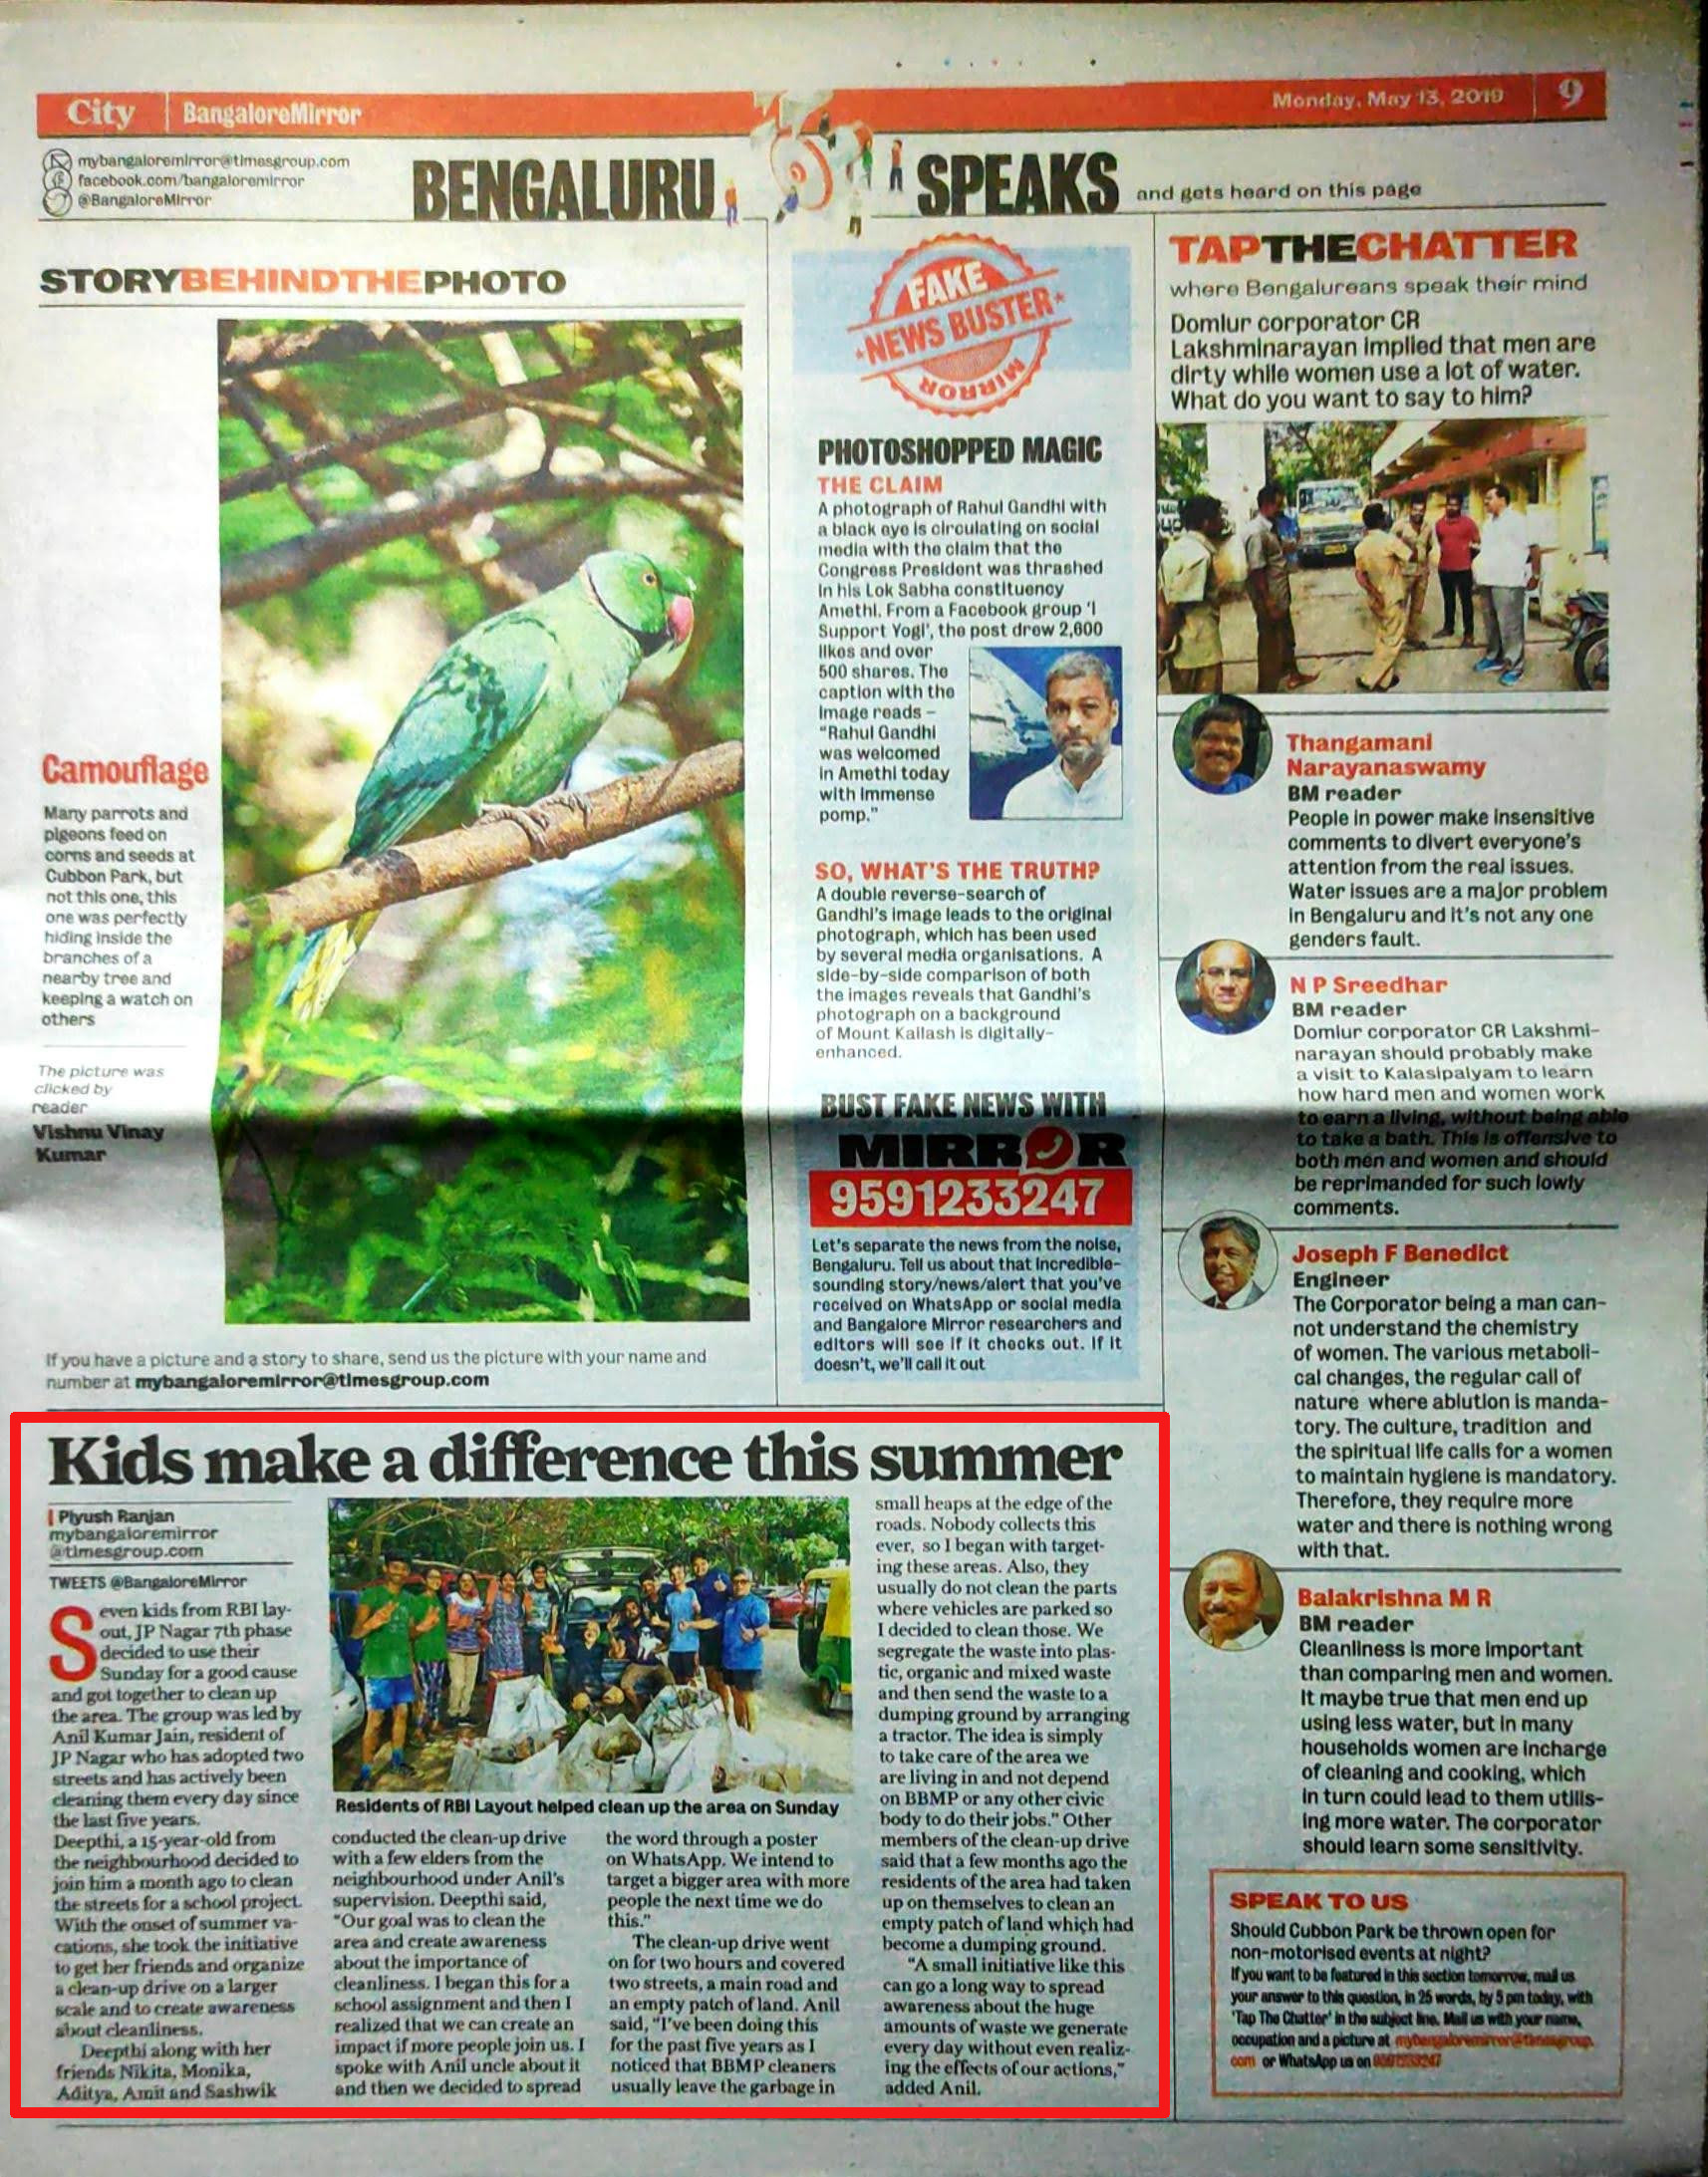 City
BangaloreMirror
Monday, May 13, 2019
9
mybangaloremirror@timesgroup.com
facebook.com/bangaloremirror
@BangaloreMirror
BENGALURU SPEAKS and gets heard on this page
STORYBEHINDTHEPHOTO
Camouflage
Many parrots and
pigeons feed on
corns and seeds at
Cubbon Park, but
not this one, this
one was perfectly
hiding inside the
branches of a
nearby tree and
keeping a watch on
others
The picture was
clicked by
reader
Vishnu Vinay
Kumar
If you have a picture and a story to share, send us the picture with your name and
number at mybangaloremirror@timesgroup.com
FAKE
NEWS BUSTER
MIRROR
PHOTOSHOPPED MAGIC
THE CLAIM
A photograph of Rahul Gandhi with
a black eye is circulating on social
media with the claim that the
Congress President was thrashed
in his Lok Sabha constituency
Amethi. From a Facebook group 'I
Support Yogi', the post drew 2,600
likes and over
500 shares. The
caption with the
image reads –
"Rahul Gandhi
was welcomed
in Amethi today
with immense
pomp."
SO, WHAT'S THE TRUTH?
A double reverse-search of
Gandhi's image leads to the original
photograph, which has been used
by several media organisations. A
side-by-side comparison of both
the images reveals that Gandhi's
photograph on a background
of Mount Kailash is digitally-
enhanced.
BUST FAKE NEWS WITH
MIRROR
9591233247
Let's separate the news from the noise,
Bengaluru. Tell us about that incredible-
sounding story/news/alert that you've
received on WhatsApp or social media
and Bangalore Mirror researchers and
editors will see if it checks out. If it
doesn't, we'll call it out
TAPTHECHATTER
where Bengalureans speak their mind
Domlur corporator CR
Lakshminarayan implied that men are
dirty while women use a lot of water.
What do you want to say to him?
Thangamani
Narayanaswamy
BM reader
People in power make insensitive
comments to divert everyone's
attention from the real issues.
Water issues are a major problem
in Bengaluru and it's not any one
genders fault.
N P Sreedhar
BM reader
Domlur corporator CR Lakshmi-
narayan should probably make
a visit to Kalasipalyam to learn
how hard men and women work
to earn a living, without being able
to take a bath. This is offensive to
both men and women and should
be reprimanded for such lowly
comments.
Joseph F Benedict
Engineer
The Corporator being a man can-
not understand the chemistry
of women. The various metaboli-
cal changes, the regular call of
nature where ablution is manda-
tory. The culture, tradition and
the spiritual life calls for a women
to maintain hygiene is mandatory.
Therefore, they require more
water and there is nothing wrong
with that.
Balakrishna M R
BM reader
Cleanliness is more important
than comparing men and women.
It maybe true that men end up
using less water, but in many
households women are incharge
of cleaning and cooking, which
in turn could lead to them utilis-
ing more water. The corporator
should learn some sensitivity.
SPEAK TO US
Should Cubbon Park be thrown open for
non-motorised events at night?
If you want to be featured in this section tomorrow, mail us
your answer to this question, in 25 words, by 5 pm today, with
'Tap The Chatter' in the subject line. Mail us with your name,
occupation and a picture at mybangaloremirror@timesgroup.
com or WhatsApp us on 9591233247
Kids make a difference this summer
Piyush Ranjan
mybangaloremirror
@timesgroup.com
TWEETS @BangaloreMirror
Seven kids from RBI lay-
out, JP Nagar 7th phase
decided to use their
Sunday for a good cause
and got together to clean up
the area. The group was led by
Anil Kumar Jain, resident of
JP Nagar who has adopted two
streets and has actively been
cleaning them every day since
the last five years.
Deepthi, a 15-year-old from
the neighbourhood decided to
join him a month ago to clean
the streets for a school project.
With the onset of summer va-
cations, she took the initiative
to get her friends and organize
a clean-up drive on a larger
scale and to create awareness
about cleanliness.
Deepthi along with her
friends Nikita, Monika,
Aditya, Amit and Sashwik
Residents of RBI Layout helped clean up the area on Sunday
conducted the clean-up drive
with a few elders from the
neighbourhood under Anil's
supervision. Deepthi said,
"Our goal was to clean the
area and create awareness
about the importance of
cleanliness. I began this for a
school assignment and then I
realized that we can create an
impact if more people join us. I
spoke with Anil uncle about it
and then we decided to spread
the word through a poster
on WhatsApp. We intend to
target a bigger area with more
people the next time we do
this."
The clean-up drive went
on for two hours and covered
two streets, a main road and
an empty patch of land. Anil
said, "I've been doing this
for the past five years as I
noticed that BBMP cleaners
usually leave the garbage in
small heaps at the edge of the
roads. Nobody collects this
ever, so I began with target-
ing these areas. Also, they
usually do not clean the parts
where vehicles are parked so
I decided to clean those. We
segregate the waste into plas-
tic, organic and mixed waste
and then send the waste to a
dumping ground by arranging
a tractor. The idea is simply
to take care of the area we
are living in and not depend
on BBMP or any other civic
body to do their jobs." Other
members of the clean-up drive
said that a few months ago the
residents of the area had taken
up on themselves to clean an
empty patch of land which had
become a dumping ground.
"A small initiative like this
can go a long way to spread
awareness about the huge
amounts of waste we generate
every day without even realiz-
ing the effects of our actions,"
added Anil.